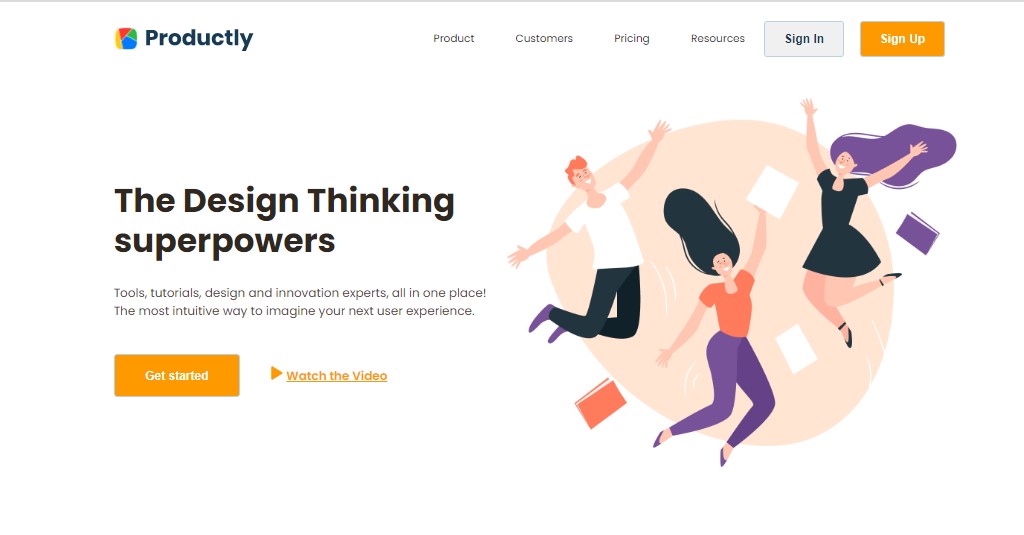 Productly
Product
Customers
Pricing
Resources
Sign In
Sign Up
The Design Thinking
superpowers
Tools, tutorials, design and innovation experts, all in one place!
The most intuitive way to imagine your next user experience.
Get started
Watch the Video